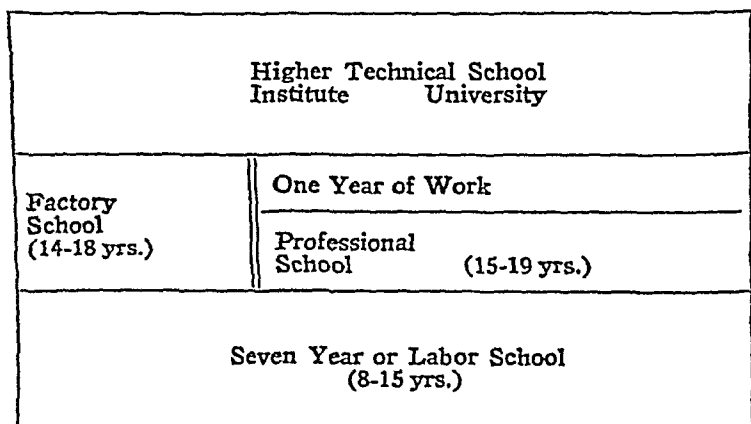 Higher Technical School
Institute University
Factory
School
(14-18 yrs.)
One Year of Work
Professional
School (15-19 yrs.)
Seven Year or Labor School
(8-15 yrs.)